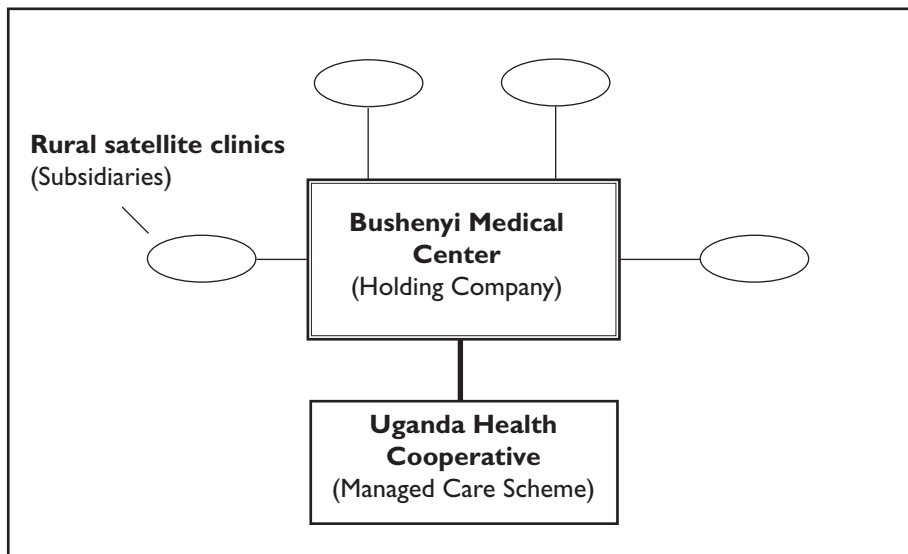 Rural satellite clinics
(Subsidiaries)
Bushenyi Medical
Center
(Holding Company)
Uganda Health
Cooperative
(Managed Care Scheme)